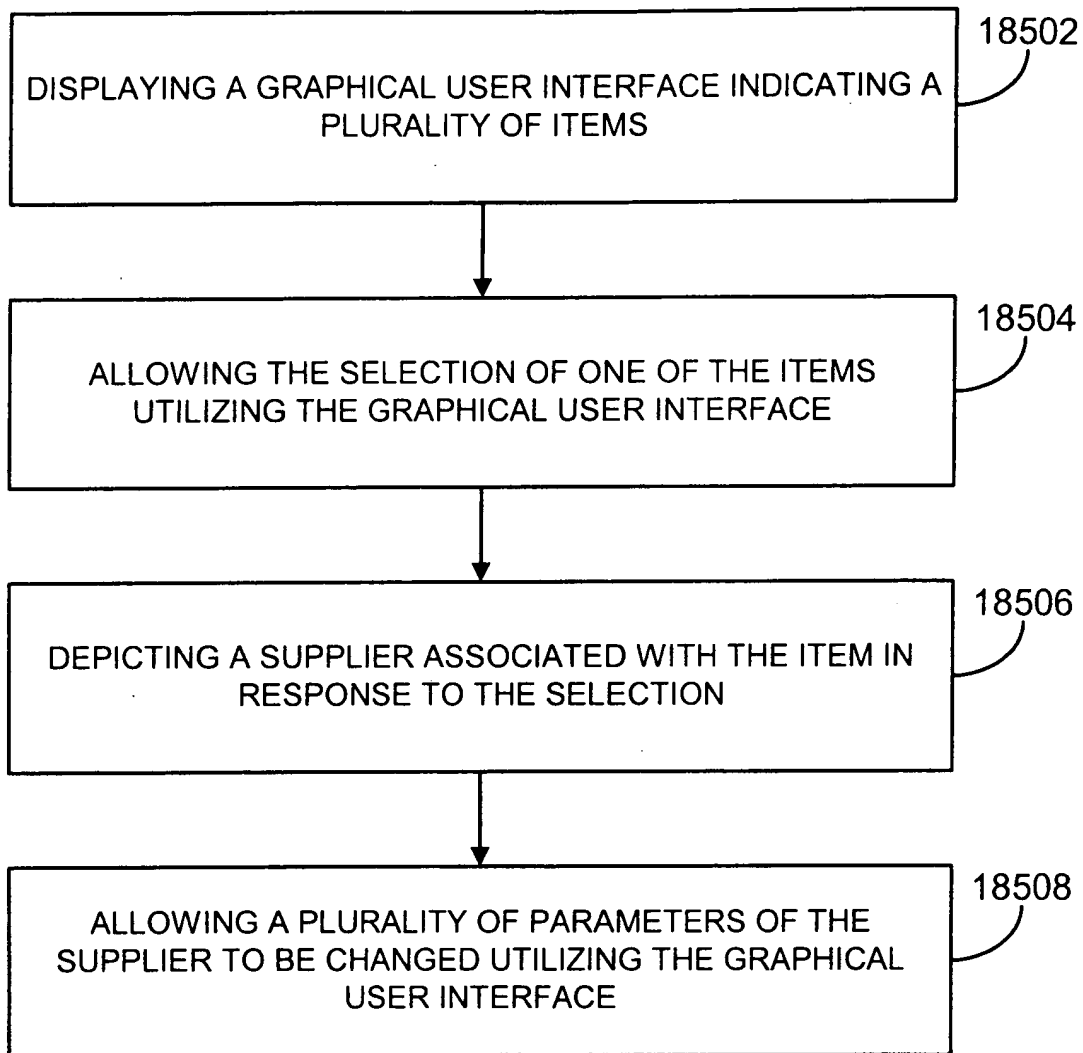 18502
DISPLAYING A GRAPHICAL USER INTERFACE INDICATING A
PLURALITY OF ITEMS
18504
ALLOWING THE SELECTION OF ONE OF THE ITEMS
UTILIZING THE GRAPHICAL USER INTERFACE
18506
DEPICTING A SUPPLIER ASSOCIATED WITH THE ITEM IN
RESPONSE TO THE SELECTION
18508
ALLOWING A PLURALITY OF PARAMETERS OF THE
SUPPLIER TO BE CHANGED UTILIZING THE GRAPHICAL
USER INTERFACE